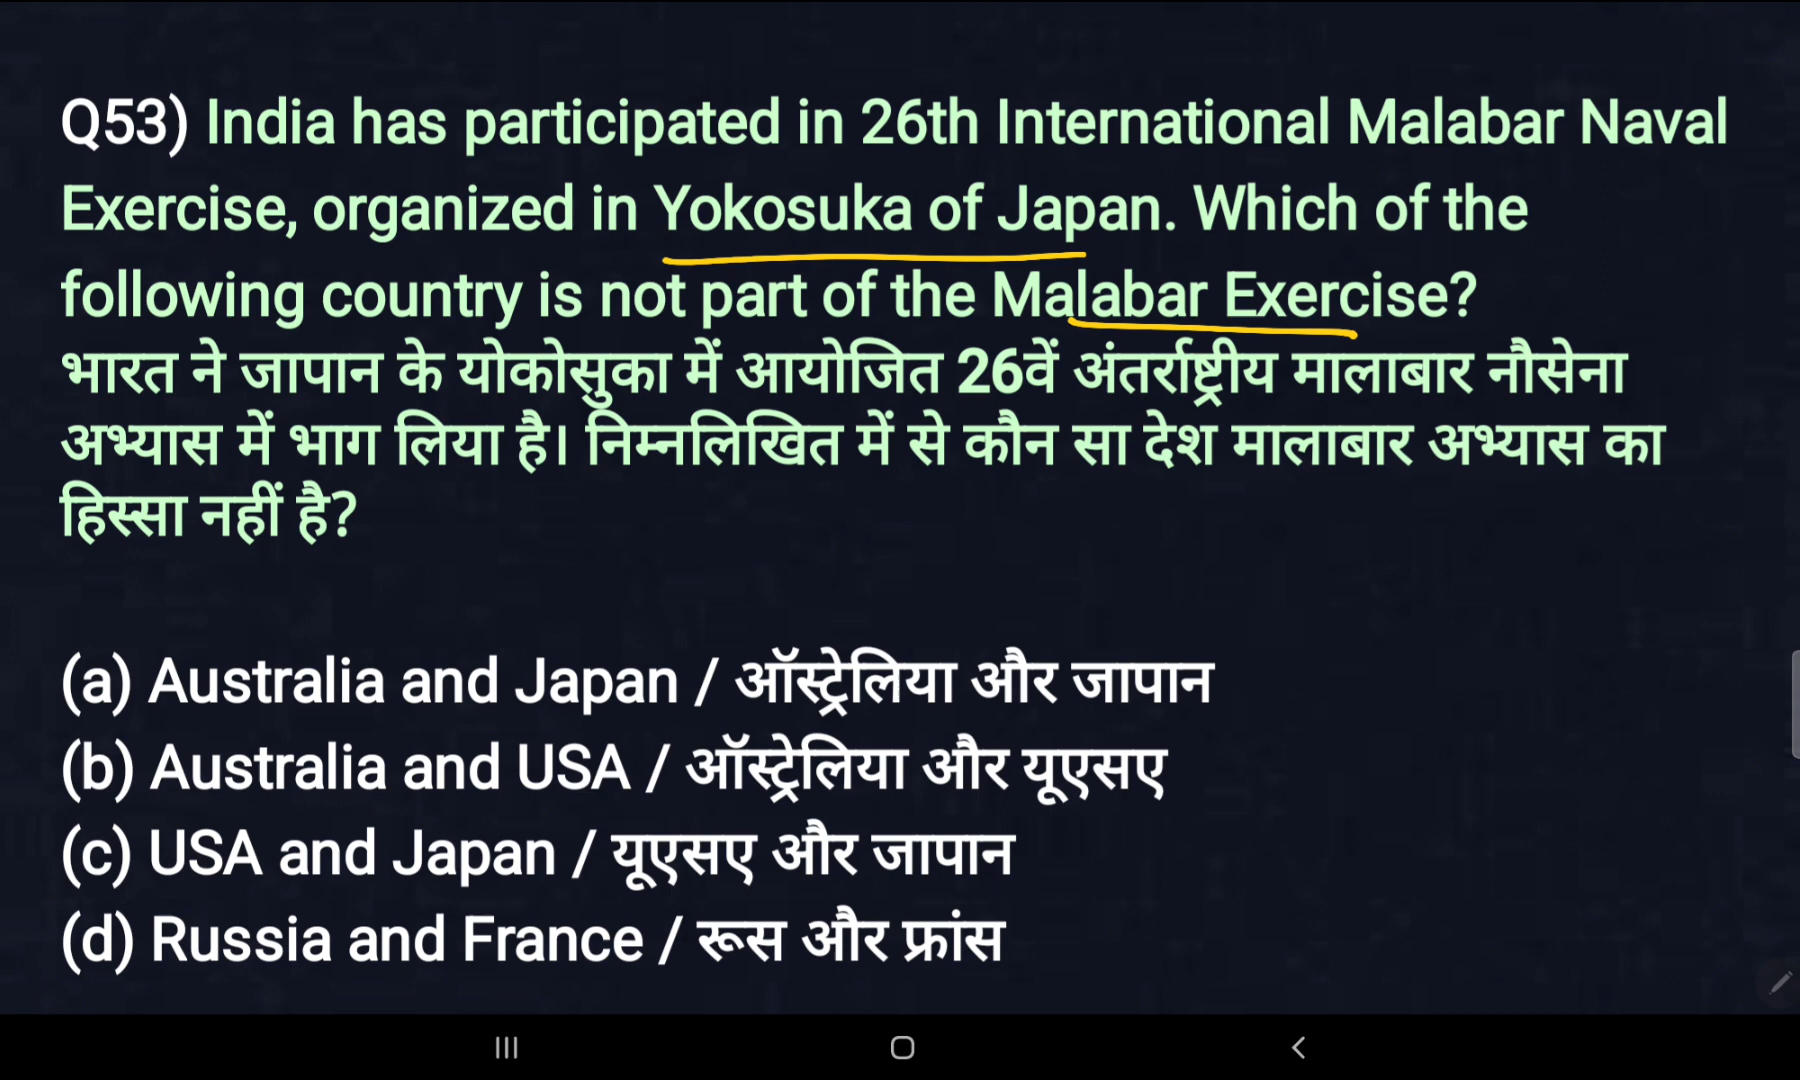 Q53) India has participated in 26th International Malabar Naval
Exercise, organized in Yokosuka of Japan. Which of the
following country is not part of the Malabar Exercise?
भारत ने जापान के योकोसुका में आयोजित 26वें अंतर्राष्ट्रीय मालाबार नौसेना
अभ्यास में भाग लिया है। निम्नलिखित में से कौन सा देश मालाबार अभ्यास का
हिस्सा नहीं है?
(a) Australia and Japan / ऑस्ट्रेलिया और जापान
(b) Australia and USA / ऑस्ट्रेलिया और यूएसए
(c) USA and Japan / यूएसए और जापान
(d) Russia and France / रूस और फ्रांस